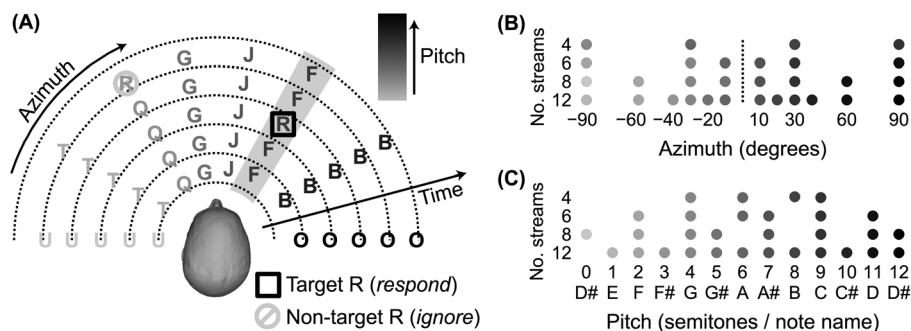 (A)
Azimuth
Pitch
G J F
R G J F
Q G J R
T Q G J F B
T Q G J F B
T Q B
T B
T B
Time
U U U U U O O O O O
Target R (respond)
Non-target R (ignore)
(B)
No. streams
4
6
8
12
−90 −60 −40 −20 10 30 60 90
Azimuth (degrees)
(C)
No. streams
4
6
8
12
0 1 2 3 4 5 6 7 8 9 10 11 12
D# E F F# G G# A A# B C C# D D#
Pitch (semitones / note name)